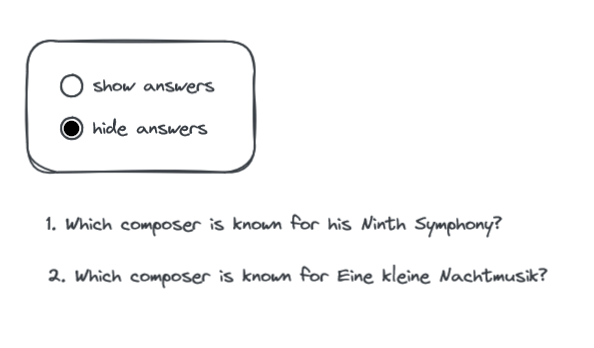 show answers
hide answers
1. Which composer is known for his Ninth Symphony?
2. Which composer is known for Eine kleine Nachtmusik?